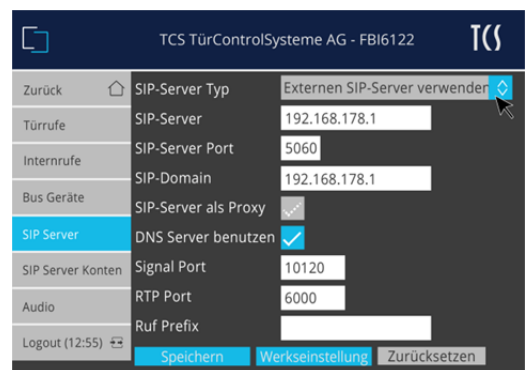 TCS TürControlSysteme AG - FBI6122
TCS
Zurück
Türrufe
Internrufe
Bus Geräte
SIP Server
SIP Server Konten
Audio
Logout (12:55)
SIP-Server Typ Externen SIP-Server verwenden
SIP-Server 192.168.178.1
SIP-Server Port 5060
SIP-Domain 192.168.178.1
SIP-Server als Proxy
DNS Server benutzen
Signal Port 10120
RTP Port 6000
Ruf Prefix
Speichern Werkseinstellung Zurücksetzen